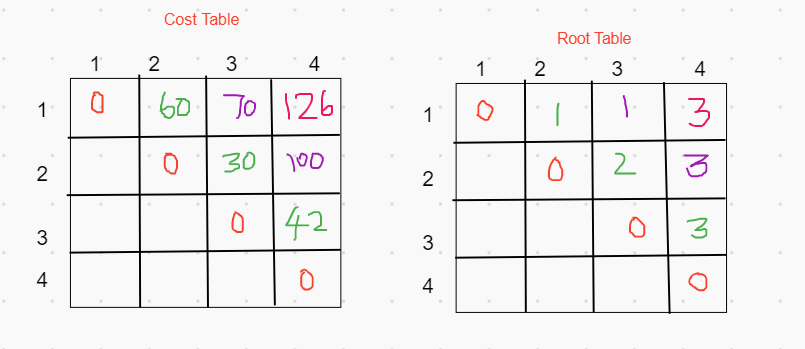 Cost Table
1 2 3 4
1 0 60 70 126
2 0 30 100
3 0 42
4 0
Root Table
1 2 3 4
1 0 1 1 3
2 0 2 3
3 0 3
4 0